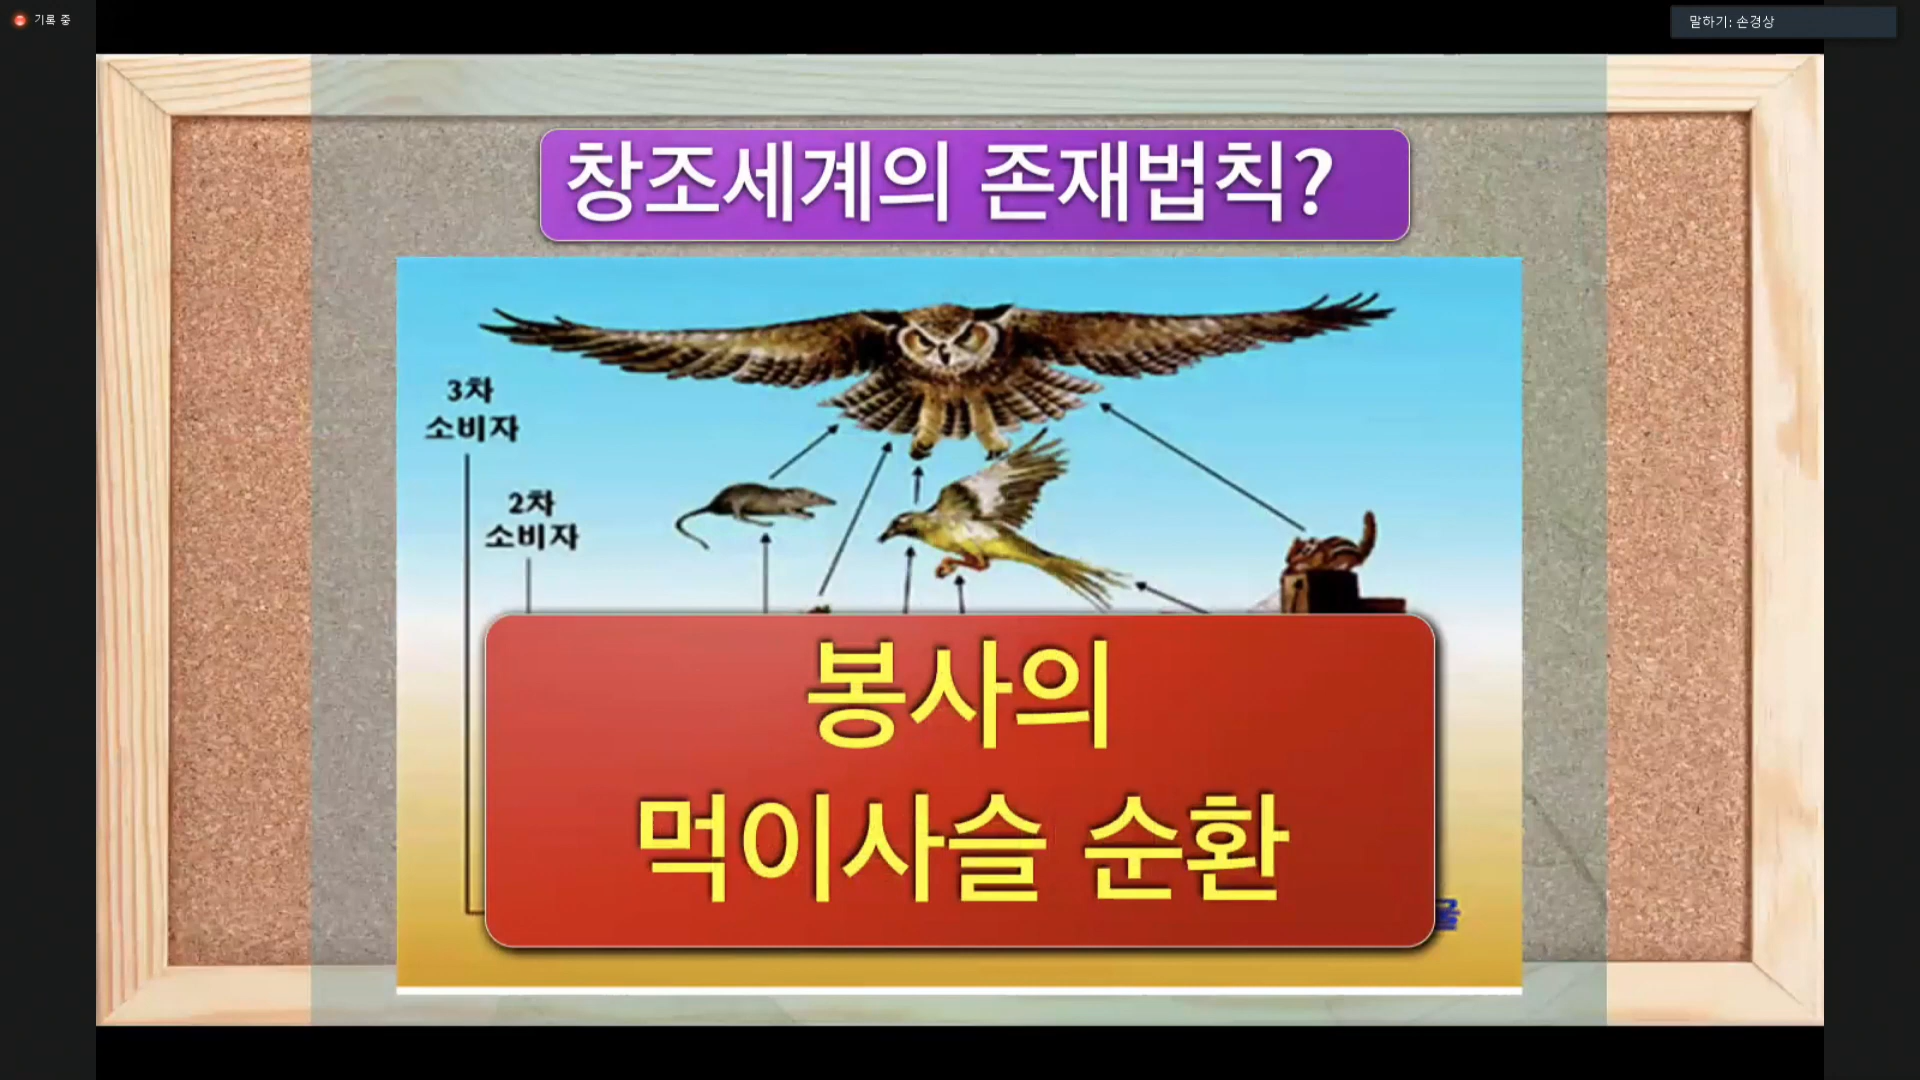 기록 중
말하기: 손경상
창조세계의 존재법칙?
3차
소비자
2차
소비자
봉사의
먹이사슬 순환
물